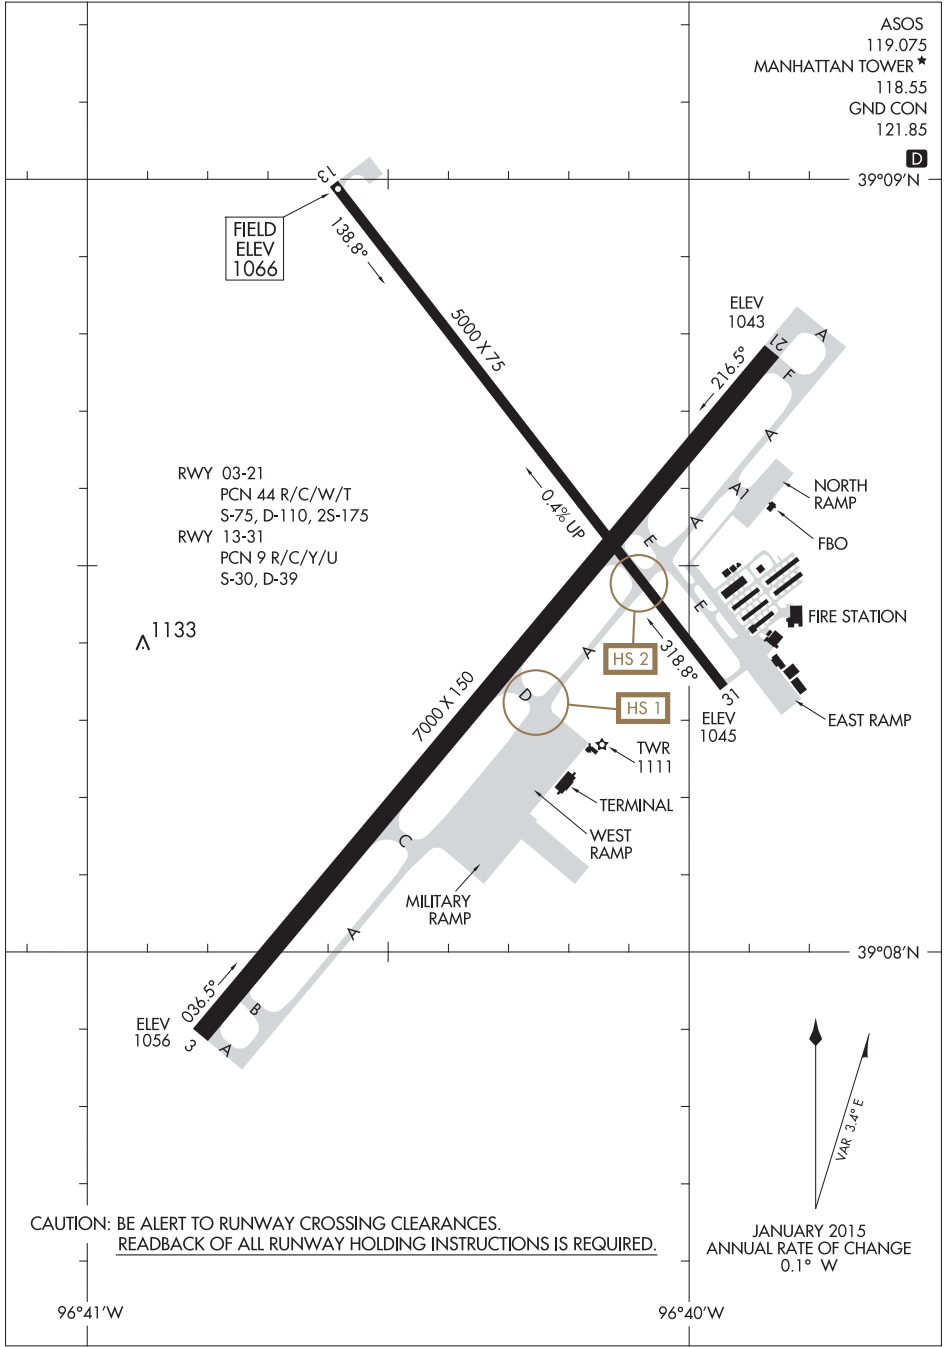 ASOS
119.075
MANHATTAN TOWER★
118.55
GND CON
121.85
D
39°09'N
13
FIELD
ELEV
1066
138.8°
5000 X 75
ELEV
1043
A
21
216.5°
F
A
RWY 03-21
PCN 44 R/C/W/T
S-75, D-110, 2S-175
RWY 13-31
PCN 9 R/C/Y/U
S-30, D-39
0.4% UP
A1
NORTH
RAMP
A
FBO
E
E
FIRE STATION
1133
HS 2
A
318.8°
HS 1
D
31
ELEV
1045
EAST RAMP
7000 X 150
TWR
1111
TERMINAL
WEST
RAMP
C
MILITARY
RAMP
A
39°08'N
036.5°
B
ELEV
1056
3
A
VAR 3.4° E
CAUTION: BE ALERT TO RUNWAY CROSSING CLEARANCES.
READBACK OF ALL RUNWAY HOLDING INSTRUCTIONS IS REQUIRED.
JANUARY 2015
ANNUAL RATE OF CHANGE
0.1° W
96°41'W
96°40'W